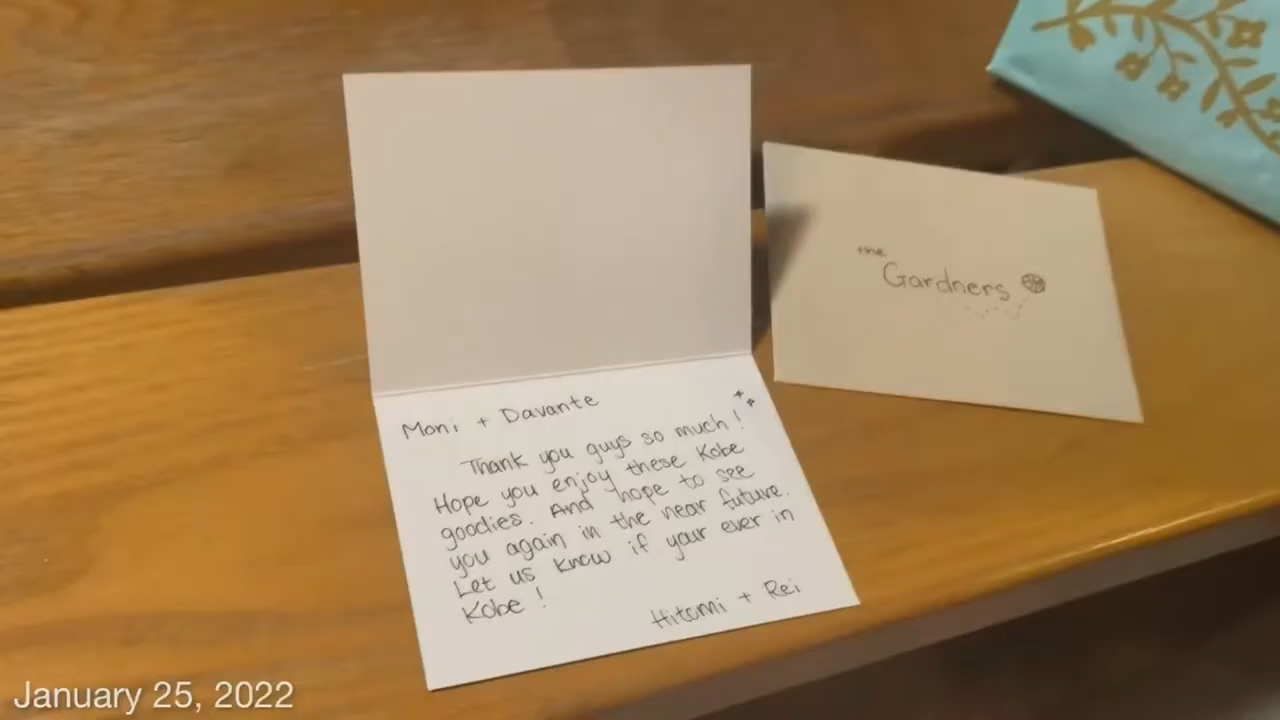 Moni + Davante
Thank you guys so much!
Hope you enjoy these Kobe
goodies. And hope to see
you again in the near future.
Let us know if your ever in
Kobe!
Hitomi + Rei
the
Gardners
January 25, 2022